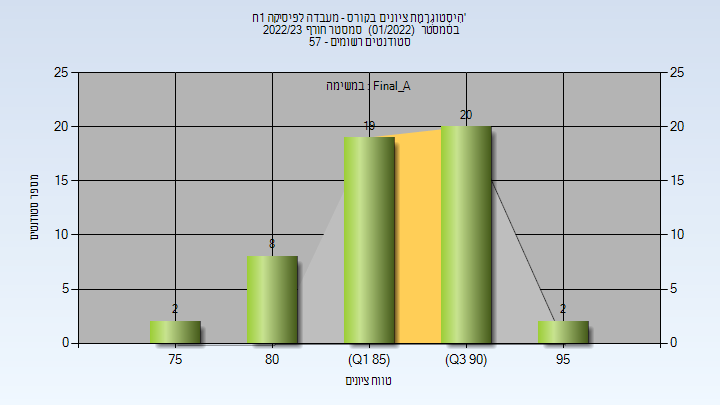 היסטוגרמת ציונים בקורס - מעבדה לפיסיקה 1ח'
בסמסטר (01/2022) סמסטר חורף 2022/23
סטודנטים רשומים - 57
במשימה : Final_A
25 25
20 20
15 15
10 10
5 5
0 0
2 8 19 20 2
75 80 (Q1 85) (Q3 90) 95
מספר סטודנטים
טווח ציונים